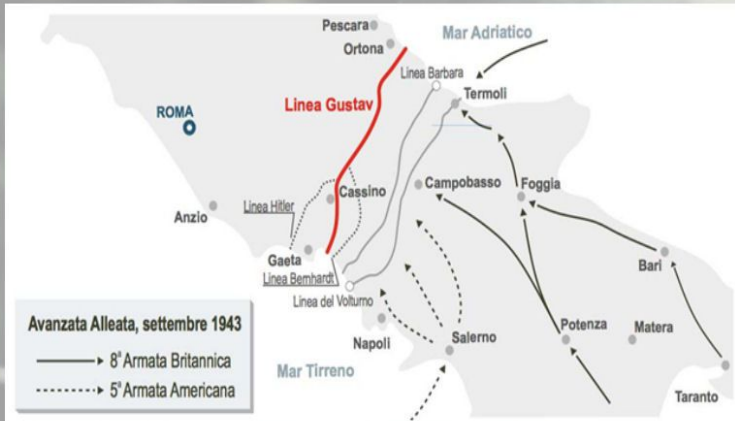 Pescara
Ortona
Mar Adriatico
Linea Barbara
Termoli
Linea Gustav
ROMA
Cassino
Campobasso
Foggia
Linea Hitler
Anzio
Gaeta
Linea Bernhardt
Linea del Volturno
Bari
Napoli
Salerno
Potenza
Matera
Taranto
Mar Tirreno
Avanzata Alleata, settembre 1943
8ª Armata Britannica
5ª Armata Americana